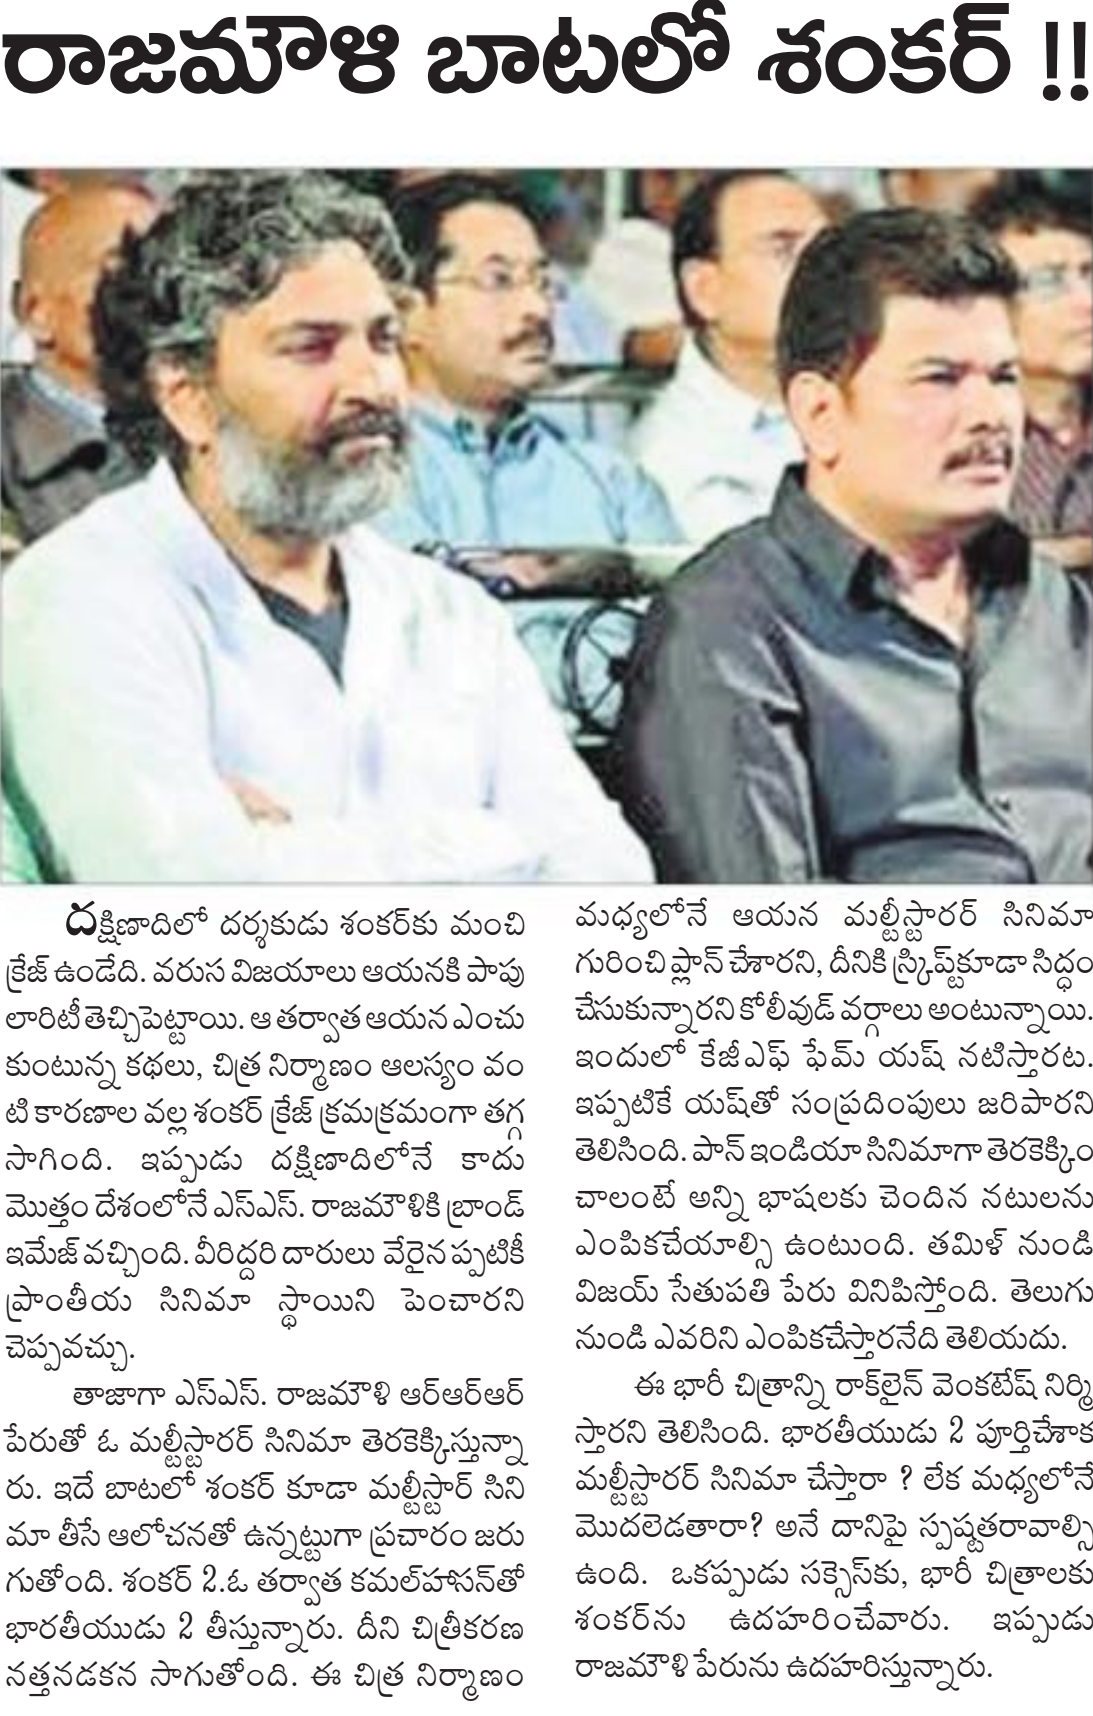 రాజమౌళి బాటలో శంకర్ !!
దక్షిణాదిలో దర్శకుడు శంకర్‌కు మంచి
క్రేజ్ ఉండేది. వరుస విజయాలు ఆయనకి పాపు
లారిటీ తెచ్చిపెట్టాయి. ఆ తర్వాత ఆయన ఎంచు
కుంటున్న కథలు, చిత్ర నిర్మాణం ఆలస్యం వం
టి కారణాల వల్ల శంకర్ క్రేజ్ క్రమక్రమంగా తగ్గ
సాగింది. ఇప్పుడు దక్షిణాదిలోనే కాదు
మొత్తం దేశంలోనే ఎస్ఎస్. రాజమౌళికి బ్రాండ్
ఇమేజ్ వచ్చింది. వీరిద్దరి దారులు వేరైనప్పటికీ
ప్రాంతీయ సినిమా స్థాయిని పెంచారని
చెప్పవచ్చు.
తాజాగా ఎస్ఎస్. రాజమౌళి ఆర్ఆర్ఆర్
పేరుతో ఓ మల్టీస్టారర్ సినిమా తెరకెక్కిస్తున్నా
రు. ఇదే బాటలో శంకర్ కూడా మల్టీస్టార్ సిని
మా తీసే ఆలోచనతో ఉన్నట్టుగా ప్రచారం జరు
గుతోంది. శంకర్ 2.ఓ తర్వాత కమల్‌హాసన్‌తో
భారతీయుడు 2 తీస్తున్నారు. దీని చిత్రీకరణ
నత్తనడకన సాగుతోంది. ఈ చిత్ర నిర్మాణం
మధ్యలోనే ఆయన మల్టీస్టారర్ సినిమా
గురించి ప్లాన్ చేశారని, దీనికి స్క్రిప్ట్‌కూడా సిద్ధం
చేసుకున్నారని కోలీవుడ్ వర్గాలు అంటున్నాయి.
ఇందులో కేజీఎఫ్ ఫేమ్ యష్ నటిస్తారట.
ఇప్పటికే యష్‌తో సంప్రదింపులు జరిపారని
తెలిసింది. పాన్ ఇండియా సినిమాగా తెరకెక్కిం
చాలంటే అన్ని భాషలకు చెందిన నటులను
ఎంపికచేయాల్సి ఉంటుంది. తమిళ్ నుండి
విజయ్ సేతుపతి పేరు వినిపిస్తోంది. తెలుగు
నుండి ఎవరిని ఎంపికచేస్తారనేది తెలియదు.
ఈ భారీ చిత్రాన్ని రాక్‌లైన్ వెంకటేష్ నిర్మి
స్తారని తెలిసింది. భారతీయుడు 2 పూర్తిచేశాక
మల్టీస్టారర్ సినిమా చేస్తారా ? లేక మధ్యలోనే
మొదలెడతారా? అనే దానిపై స్పష్టతరావాల్సి
ఉంది. ఒకప్పుడు సక్సెస్‌కు, భారీ చిత్రాలకు
శంకర్‌ను ఉదహరించేవారు. ఇప్పుడు
రాజమౌళి పేరును ఉదహరిస్తున్నారు.